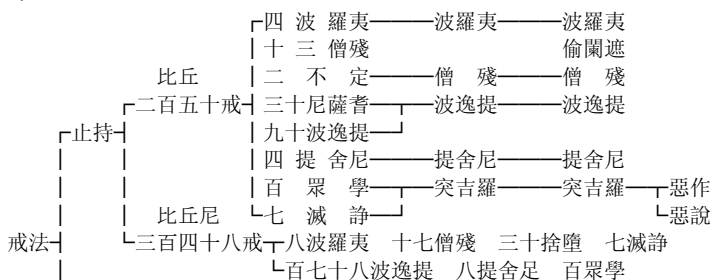 四波羅夷 波羅夷 波羅夷
十三僧殘 偷闌遮
比丘 二不定 僧殘 僧殘
二百五十戒 三十尼薩耆 波逸提 波逸提
止持 九十波逸提
四提舍尼 提舍尼 提舍尼
百眾學 突吉羅 突吉羅 惡作
比丘尼 七滅諍 惡說
戒法 三百四十八戒 八波羅夷 十七僧殘 三十捨墮 七滅諍
百七十八波逸提 八提舍足 百眾學